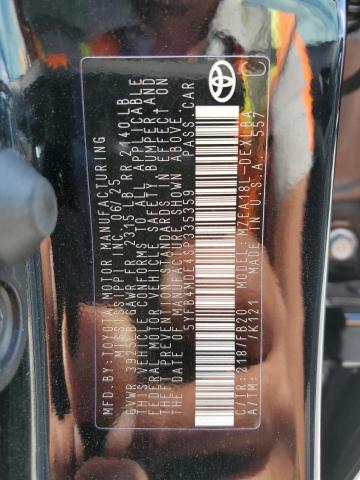 MFD. BY: TOYOTA MOTOR MANUFACTURING
MISSISSIPPI INC. 06/25
GVWR 3925LB GAWR FR 2315LB RR 2140LB
THIS VEHICLE CONFORMS TO ALL APPLICABLE
FEDERAL MOTOR VEHICLE SAFETY, BUMPER AND
THEFT PREVENTION STANDARDS IN EFFECT ON
THE DATE OF MANUFACTURE SHOWN ABOVE.
5YFB4MDE4SP335359 PASS. CAR
C/TR: 218/FB20 MODEL: MZEA18L-DEXLBA
A/TM: /K121 MADE IN U.S.A. 557
C